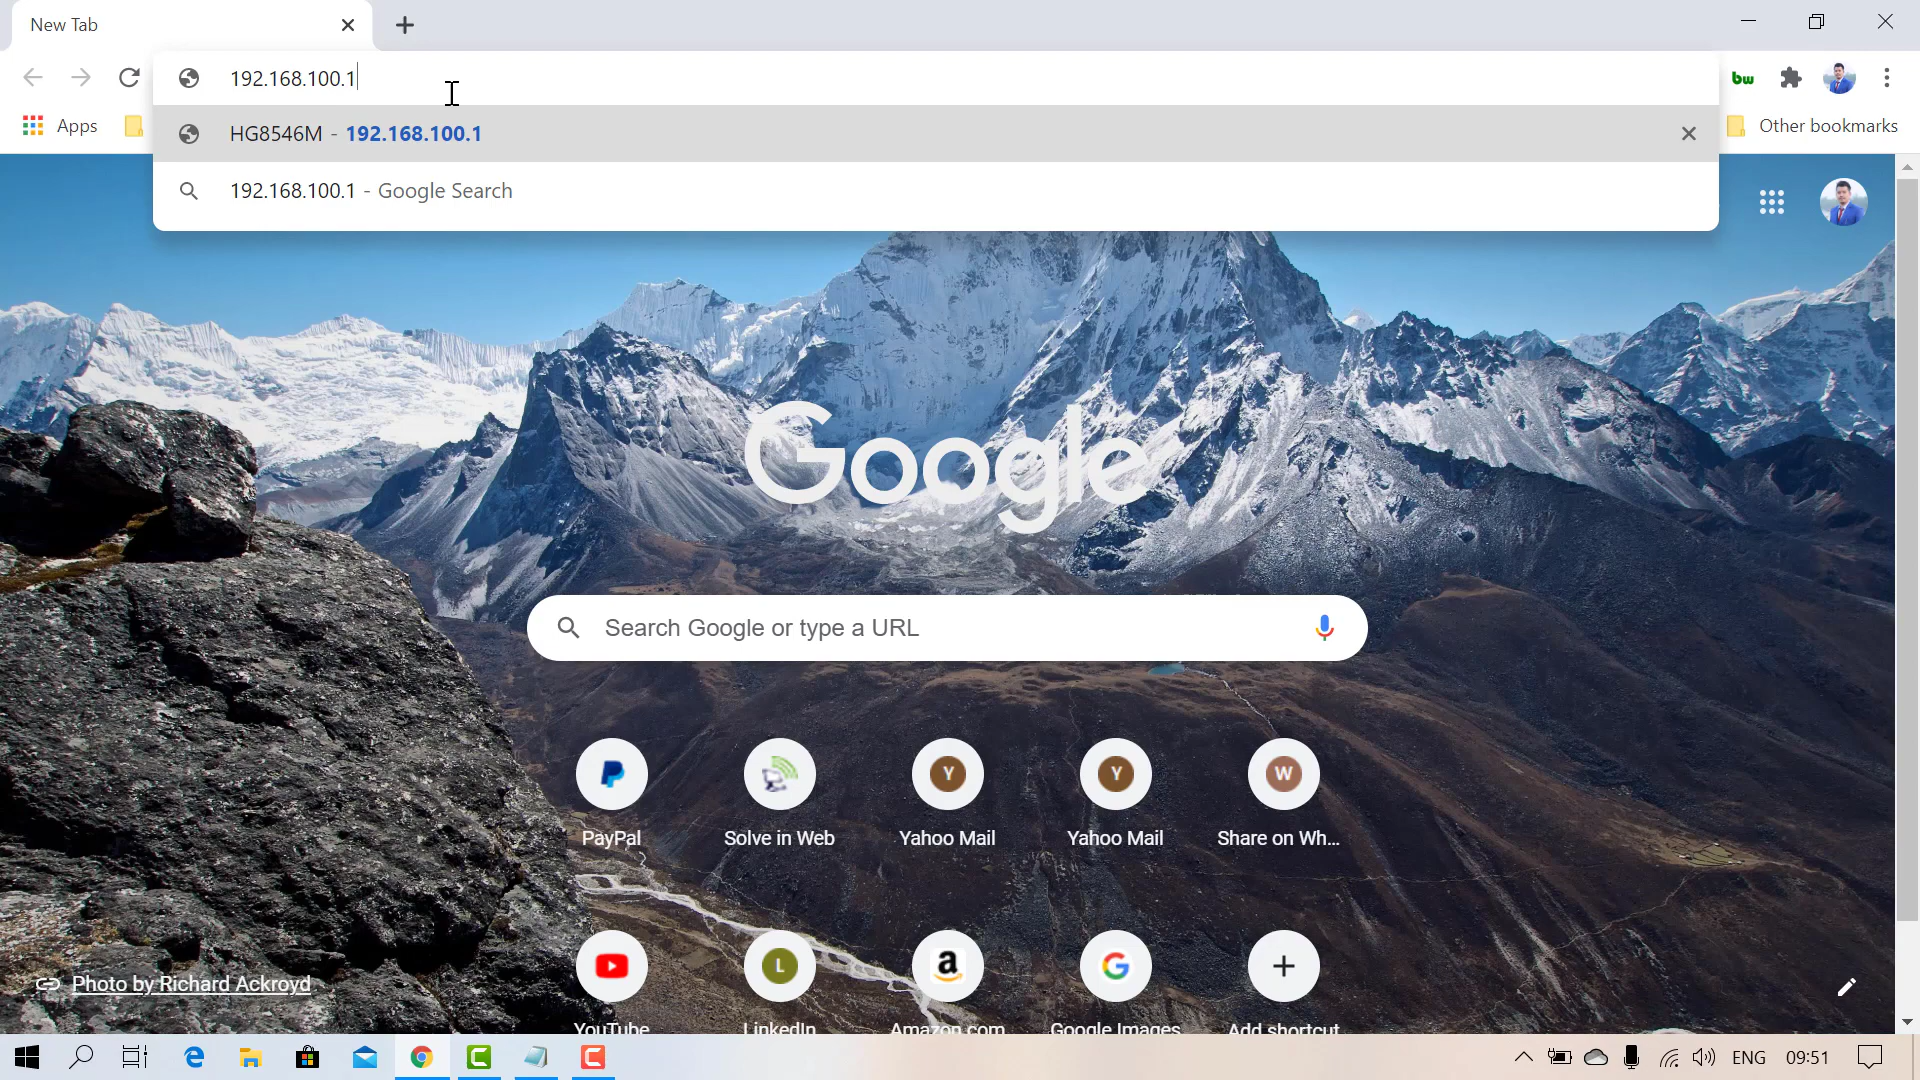 New Tab
192.168.100.1
Apps
HG8546M - 192.168.100.1
Other bookmarks
192.168.100.1 - Google Search
Google
Search Google or type a URL
PayPal
Solve in Web
Yahoo Mail
Yahoo Mail
Share on Wh...
Photo by Richard Ackroyd
YouTube
LinkedIn
Amazon.com
Google Images
Add shortcut
bw
Y
Y
W
L
a
ENG
09:51